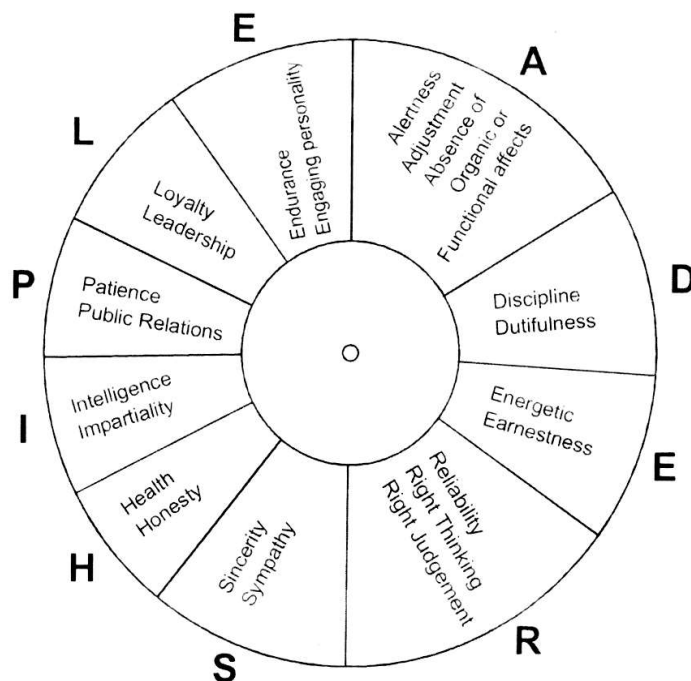 L
Loyalty
Leadership
E
Endurance
Engaging personality
A
Alertness
Adjustment
Absence of
Organic or
Functional affects
D
Discipline
Dutifulness
E
Energetic
Earnestness
R
Reliability
Right Thinking
Right Judgement
S
Sincerity
Sympathy
H
Health
Honesty
I
Intelligence
Impartiality
P
Patience
Public Relations